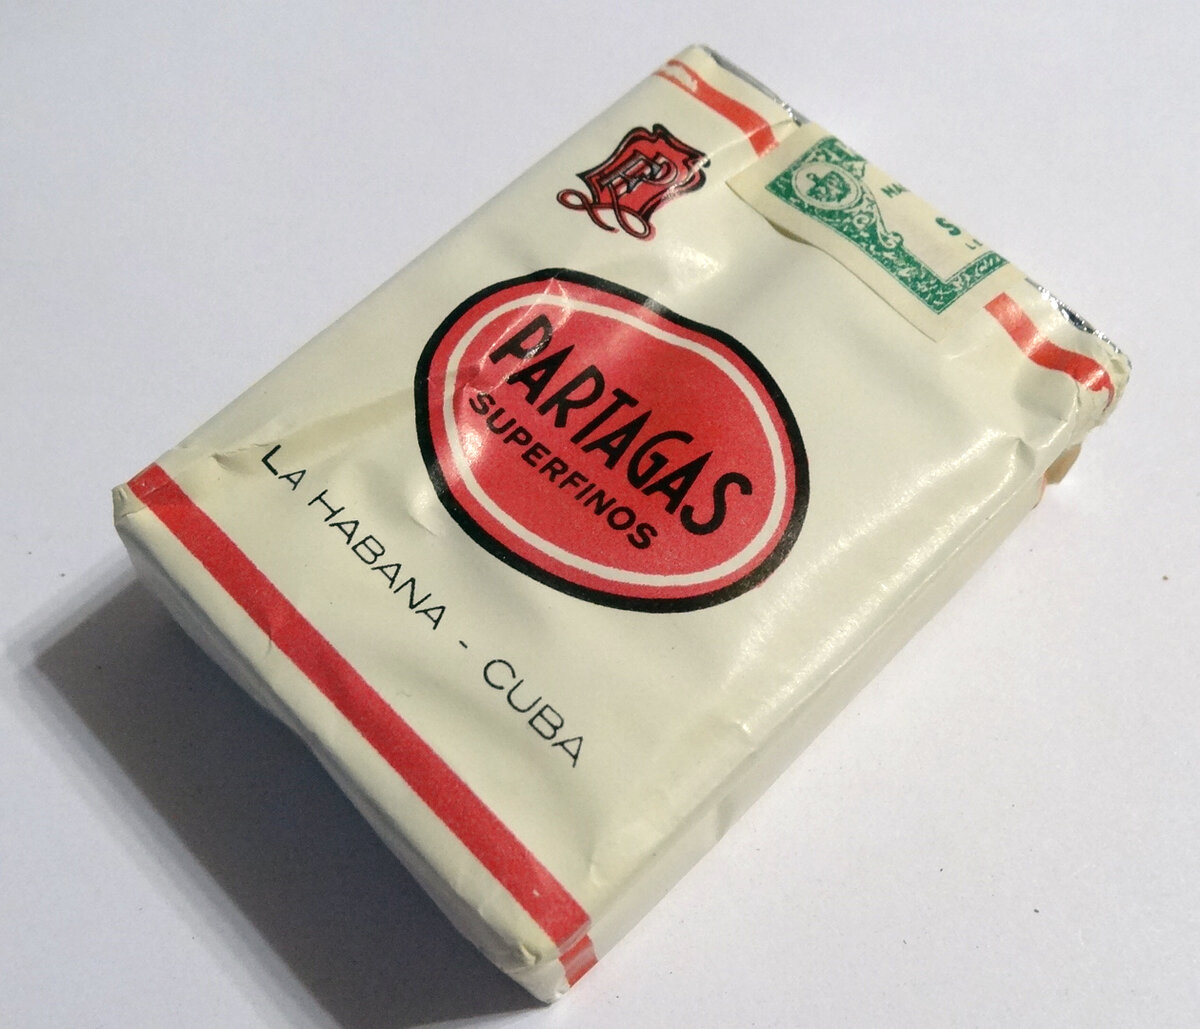 PARTAGAS
SUPERFINOS
LA HABANA - CUBA